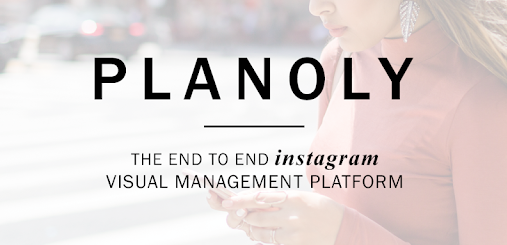 PLANOLY
THE END TO END instagram
VISUAL MANAGEMENT PLATFORM